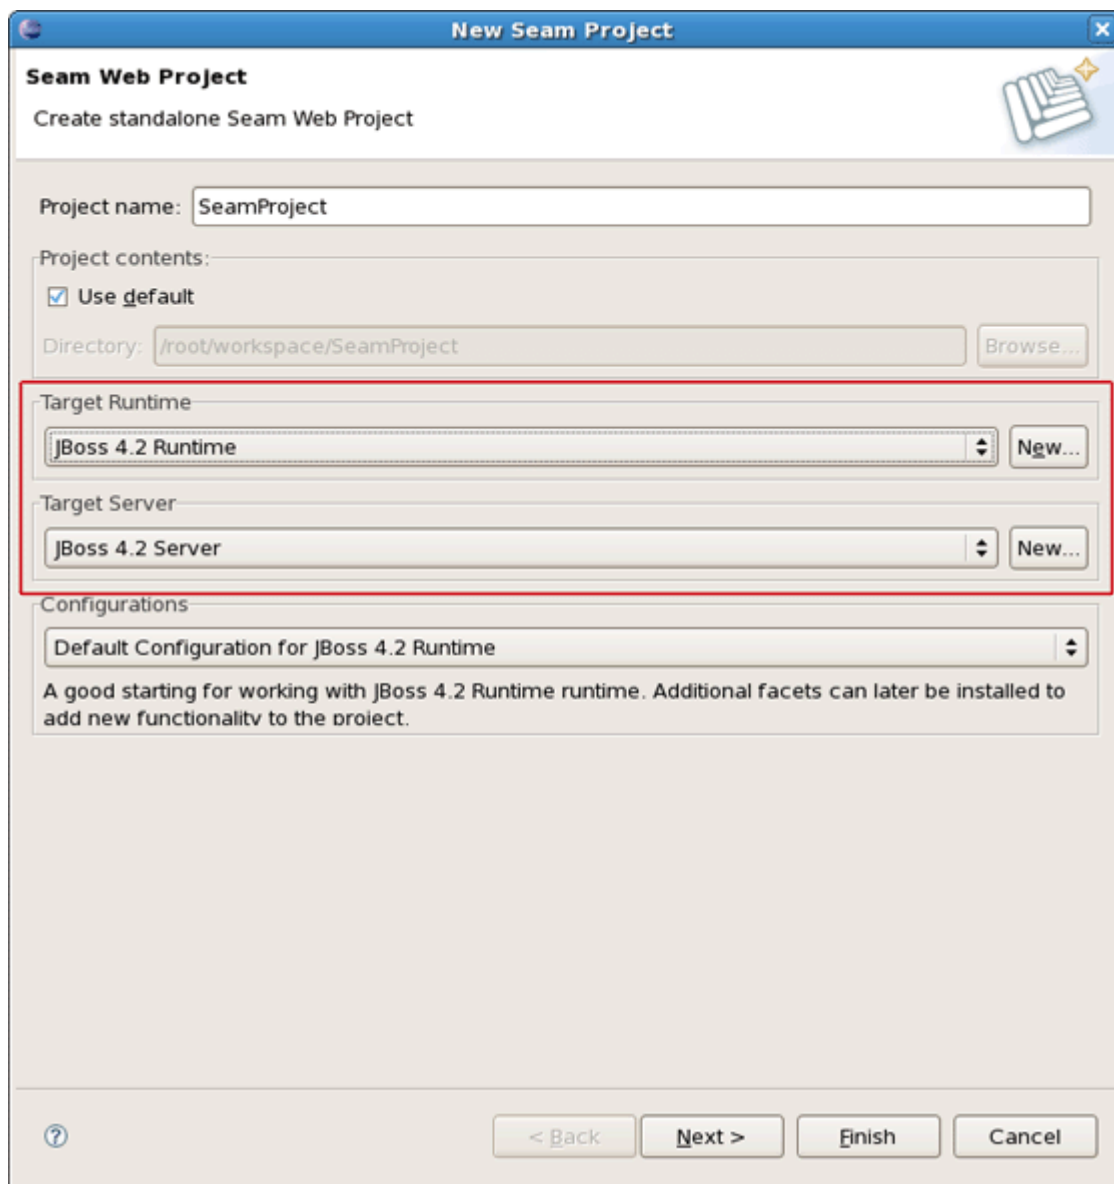 New Seam Project
Seam Web Project
Create standalone Seam Web Project
Project name: SeamProject
Project contents:
Use default
Directory: /root/workspace/SeamProject Browse...
Target Runtime
JBoss 4.2 Runtime New...
Target Server
JBoss 4.2 Server New...
Configurations
Default Configuration for JBoss 4.2 Runtime
A good starting for working with JBoss 4.2 Runtime runtime. Additional facets can later be installed to
add new functionality to the project.
? < Back Next > Finish Cancel